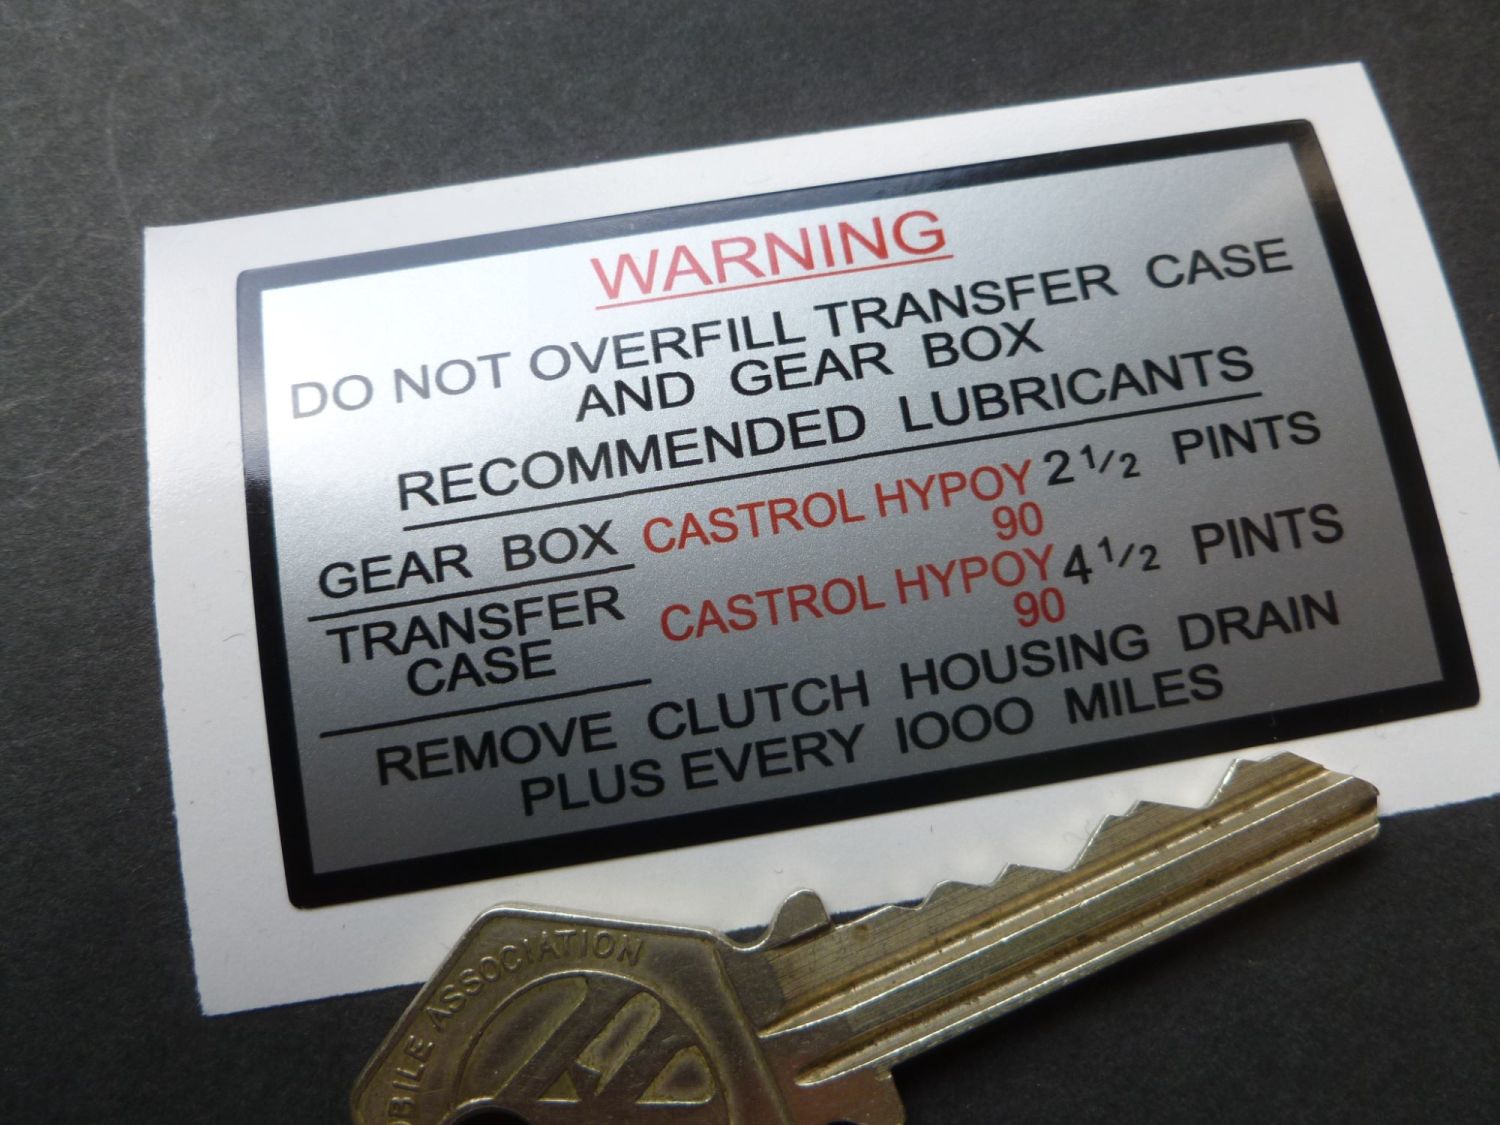 WARNING
DO NOT OVERFILL TRANSFER CASE
AND GEAR BOX
RECOMMENDED LUBRICANTS
GEAR BOX CASTROL HYPOY 2 1/2 PINTS
90
TRANSFER CASE CASTROL HYPOY 4 1/2 PINTS
90
REMOVE CLUTCH HOUSING DRAIN
PLUS EVERY 1000 MILES
ASSOCIATION